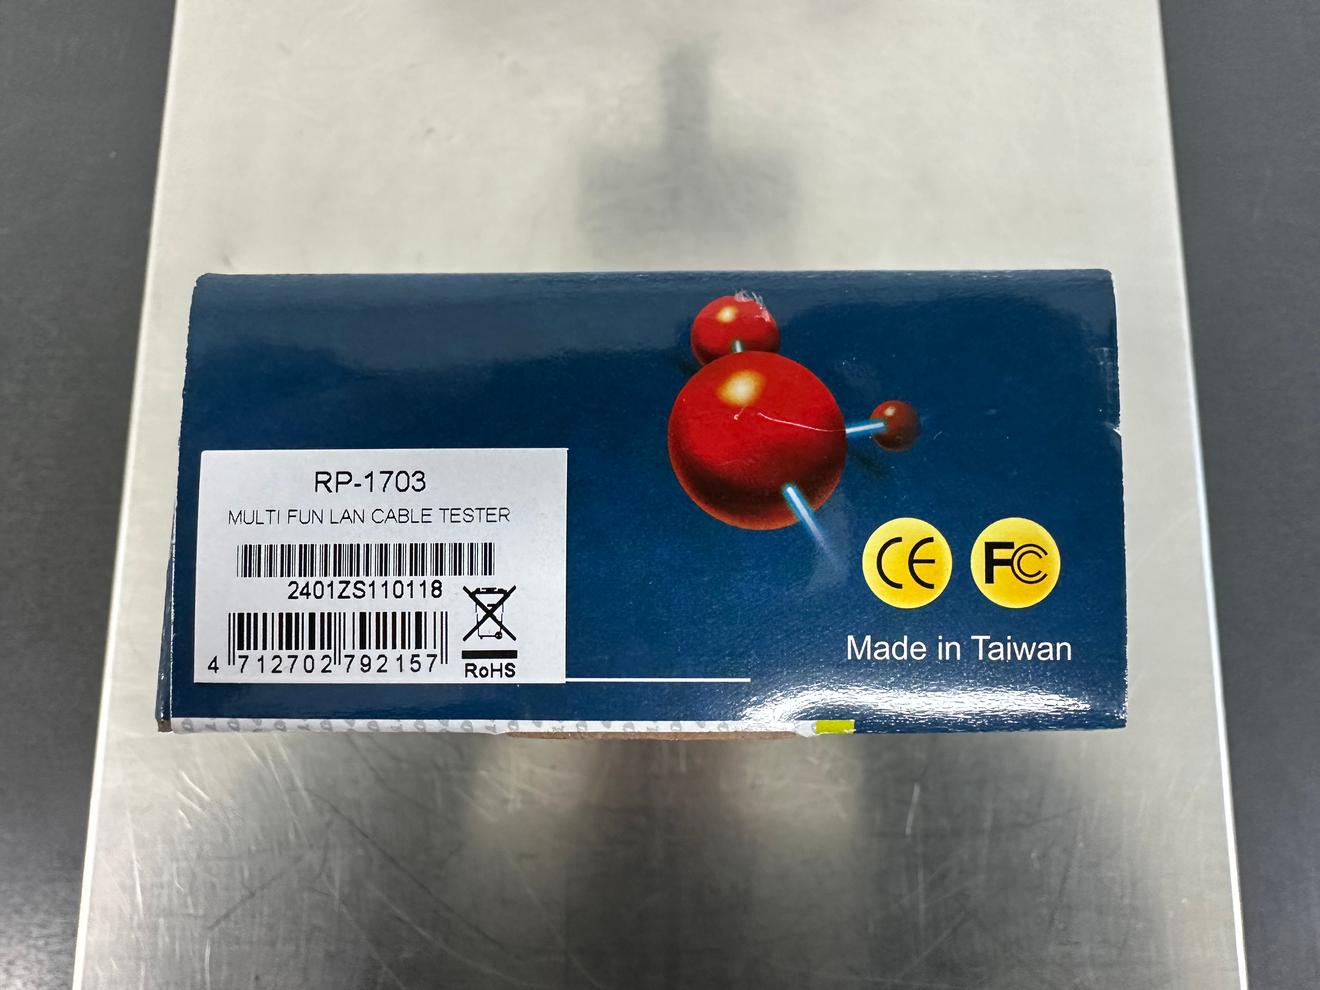 RP-1703
MULTI FUN LAN CABLE TESTER
2401ZS110118
4 712702 792157
RoHS
CE FC
Made in Taiwan